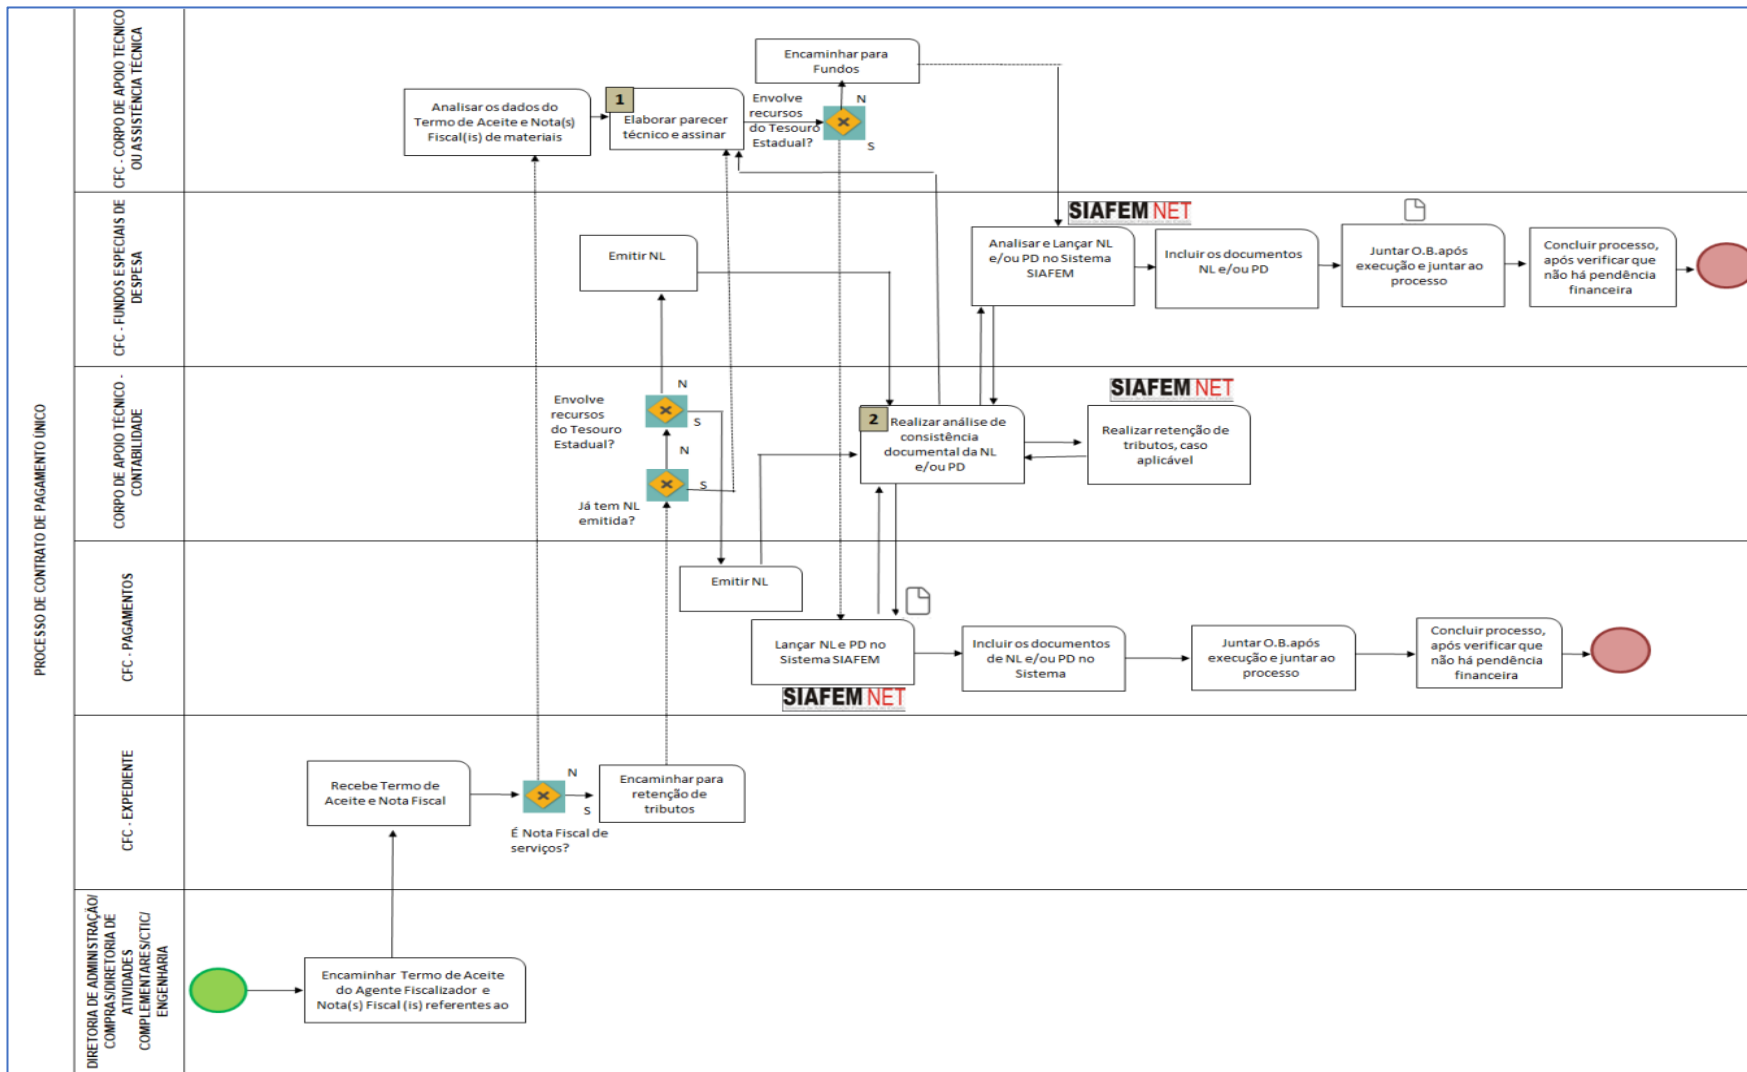 PROCESSO DE CONTRATO DE PAGAMENTO ÚNICO
CFC - CORPO DE APOIO TECNICO
OU ASSISTÊNCIA TÉCNICA
Encaminhar para
Fundos
Analisar os dados do
Termo de Aceite e Nota(s)
Fiscal(is) de materiais
1
Elaborar parecer
técnico e assinar
Envolve
recursos
do Tesouro
Estadual?
N
S
CFC - FUNDOS ESPECIAIS DE
DESPESA
Emitir NL
SIAFEM NET
Analisar e Lançar NL
e/ou PD no Sistema
SIAFEM
Incluir os documentos
NL e/ou PD
Juntar O.B.após
execução e juntar ao
processo
Concluir processo,
após verificar que
não há pendência
financeira
CORPO DE APOIO TÉCNICO -
CONTABILIDADE
Envolve
recursos
do Tesouro
Estadual?
N
S
N
S
Já tem NL
emitida?
2
Realizar análise de
consistência
documental da NL
e/ou PD
SIAFEM NET
Realizar retenção de
tributos, caso
aplicável
CFC - PAGAMENTOS
Emitir NL
Lançar NL e PD no
Sistema SIAFEM
SIAFEM NET
Incluir os documentos
de NL e/ou PD no
Sistema
Juntar O.B.após
execução e juntar ao
processo
Concluir processo,
após verificar que
não há pendência
financeira
CFC - EXPEDIENTE
Recebe Termo de
Aceite e Nota Fiscal
N
S
É Nota Fiscal de
serviços?
Encaminhar para
retenção de
tributos
DIRETORIA DE ADMINISTRAÇÃO/
COMPRAS/DIRETORIA DE
ATIVIDADES
COMPLEMENTARES/CTIC/
ENGENHARIA
Encaminhar Termo de Aceite
do Agente Fiscalizador e
Nota(s) Fiscal (is) referentes ao